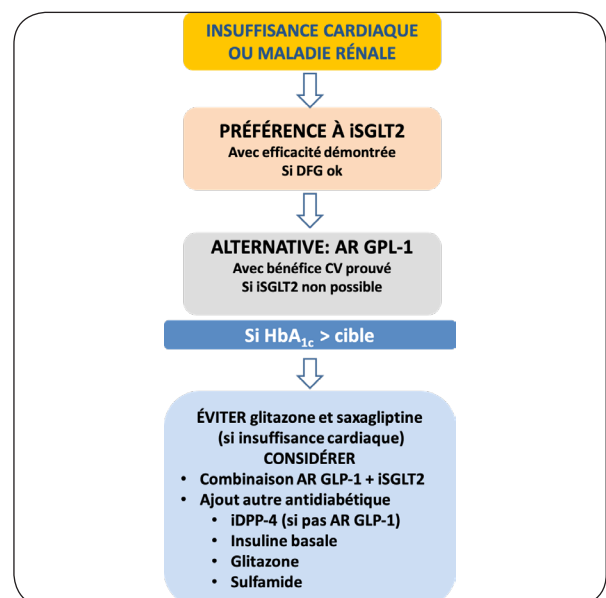 INSUFFISANCE CARDIAQUE
OU MALADIE RÉNALE
PRÉFÉRENCE À iSGLT2
Avec efficacité démontrée
Si DFG ok
ALTERNATIVE: AR GPL-1
Avec bénéfice CV prouvé
Si iSGLT2 non possible
Si HbA1c > cible
ÉVITER glitazone et saxagliptine
(si insuffisance cardiaque)
CONSIDÉRER
• Combinaison AR GLP-1 + iSGLT2
• Ajout autre antidiabétique
• iDPP-4 (si pas AR GLP-1)
• Insuline basale
• Glitazone
• Sulfamide